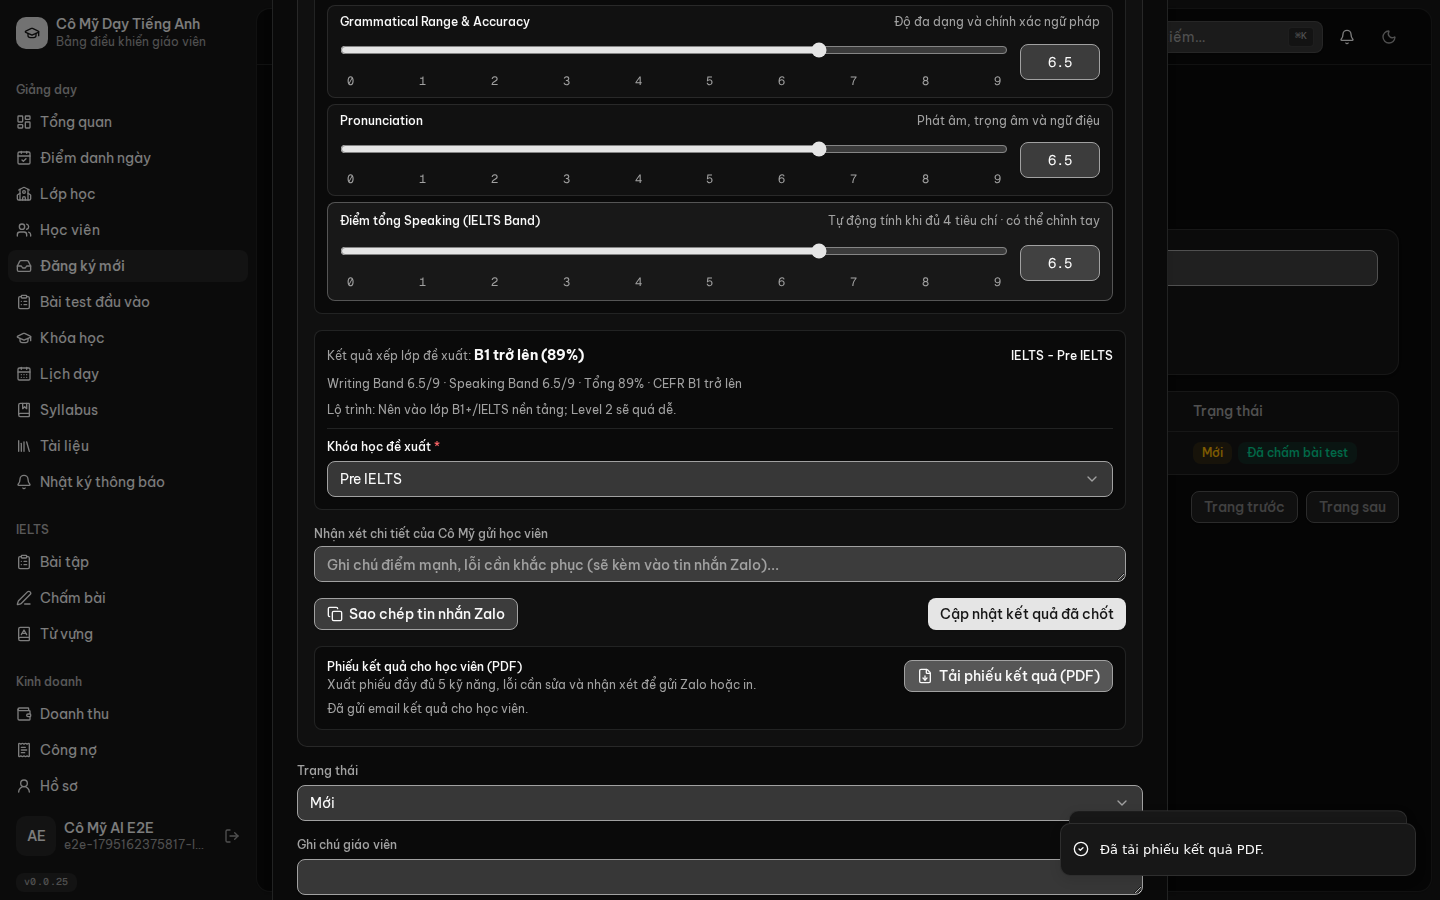 Cô Mỹ Dạy Tiếng Anh
Bảng điều khiển giáo viên
Giảng dạy
Tổng quan
Điểm danh ngày
Lớp học
Học viên
Đăng ký mới
Bài test đầu vào
Khóa học
Lịch dạy
Syllabus
Tài liệu
Nhật ký thông báo
IELTS
Bài tập
Chấm bài
Từ vựng
Kinh doanh
Doanh thu
Công nợ
Hồ sơ
AE
Cô Mỹ AI E2E
e2e-1795162375817-l...
v0.0.25
Grammatical Range & Accuracy
Độ đa dạng và chính xác ngữ pháp
6.5
0 1 2 3 4 5 6 7 8 9
Pronunciation
Phát âm, trọng âm và ngữ điệu
6.5
0 1 2 3 4 5 6 7 8 9
Điểm tổng Speaking (IELTS Band)
Tự động tính khi đủ 4 tiêu chí · có thể chỉnh tay
6.5
0 1 2 3 4 5 6 7 8 9
Kết quả xếp lớp đề xuất: B1 trở lên (89%)
IELTS - Pre IELTS
Writing Band 6.5/9 · Speaking Band 6.5/9 · Tổng 89% · CEFR B1 trở lên
Lộ trình: Nên vào lớp B1+/IELTS nền tảng; Level 2 sẽ quá dễ.
Khóa học đề xuất *
Pre IELTS
Nhận xét chi tiết của Cô Mỹ gửi học viên
Ghi chú điểm mạnh, lỗi cần khắc phục (sẽ kèm vào tin nhắn Zalo)...
Sao chép tin nhắn Zalo
Cập nhật kết quả đã chốt
Phiếu kết quả cho học viên (PDF)
Xuất phiếu đầy đủ 5 kỹ năng, lỗi cần sửa và nhận xét để gửi Zalo hoặc in.
Đã gửi email kết quả cho học viên.
Tải phiếu kết quả (PDF)
Trạng thái
Mới
Ghi chú giáo viên
iếm...
⌘K
Trạng thái
Mới
Đã chấm bài test
Trang trước
Trang sau
Đã tải phiếu kết quả PDF.